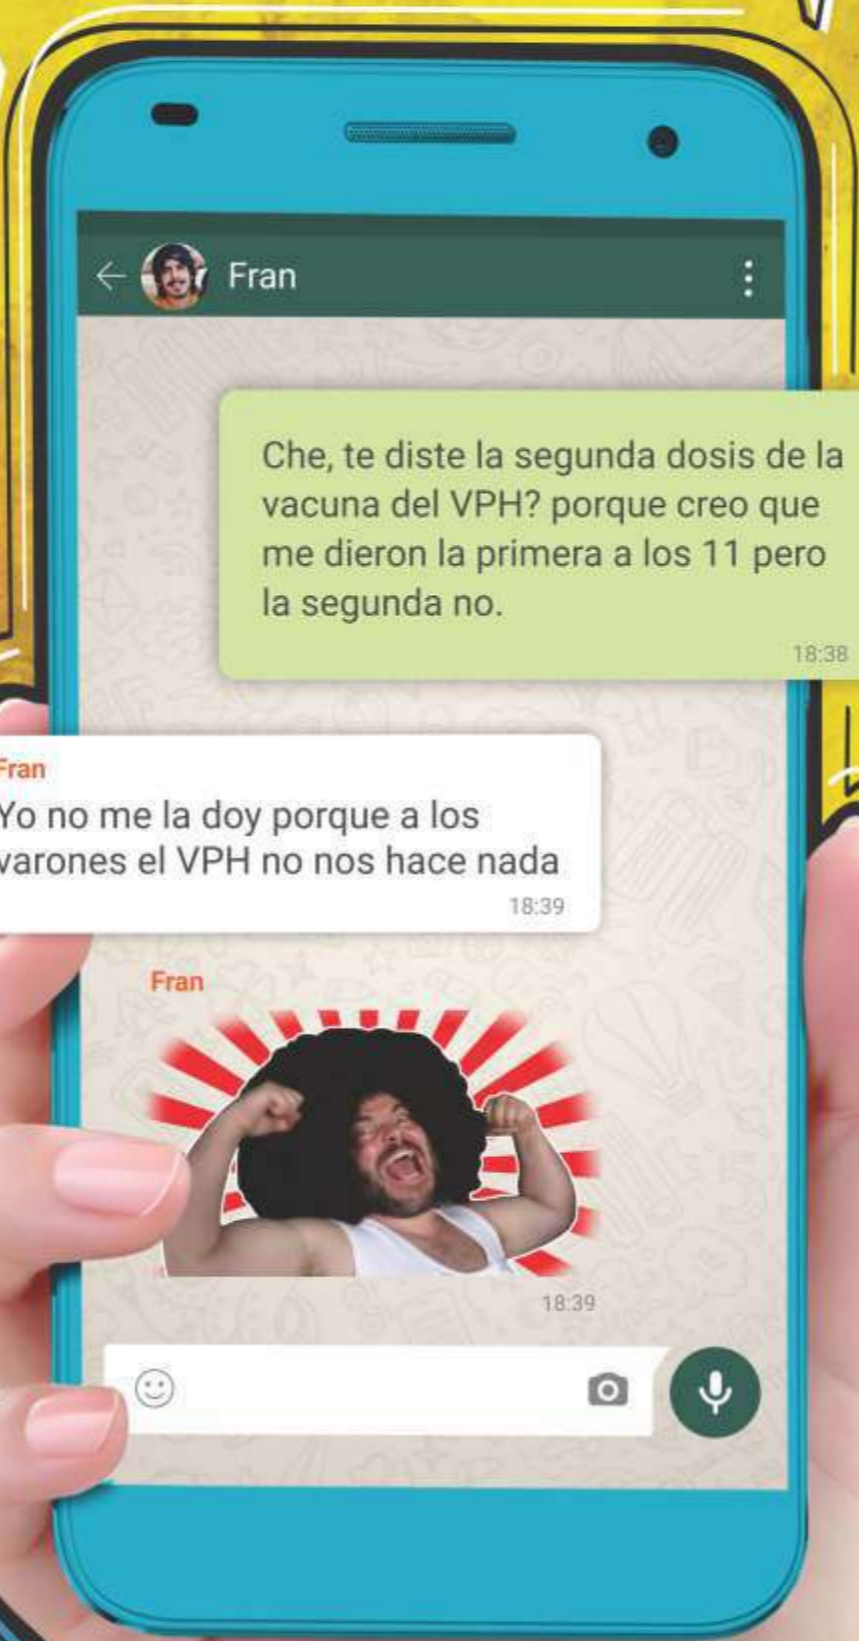 Fran
Che, te diste la segunda dosis de la
vacuna del VPH? porque creo que
me dieron la primera a los 11 pero
la segunda no.
18:38
Fran
Yo no me la doy porque a los
varones el VPH no nos hace nada
18:39
Fran
18:39